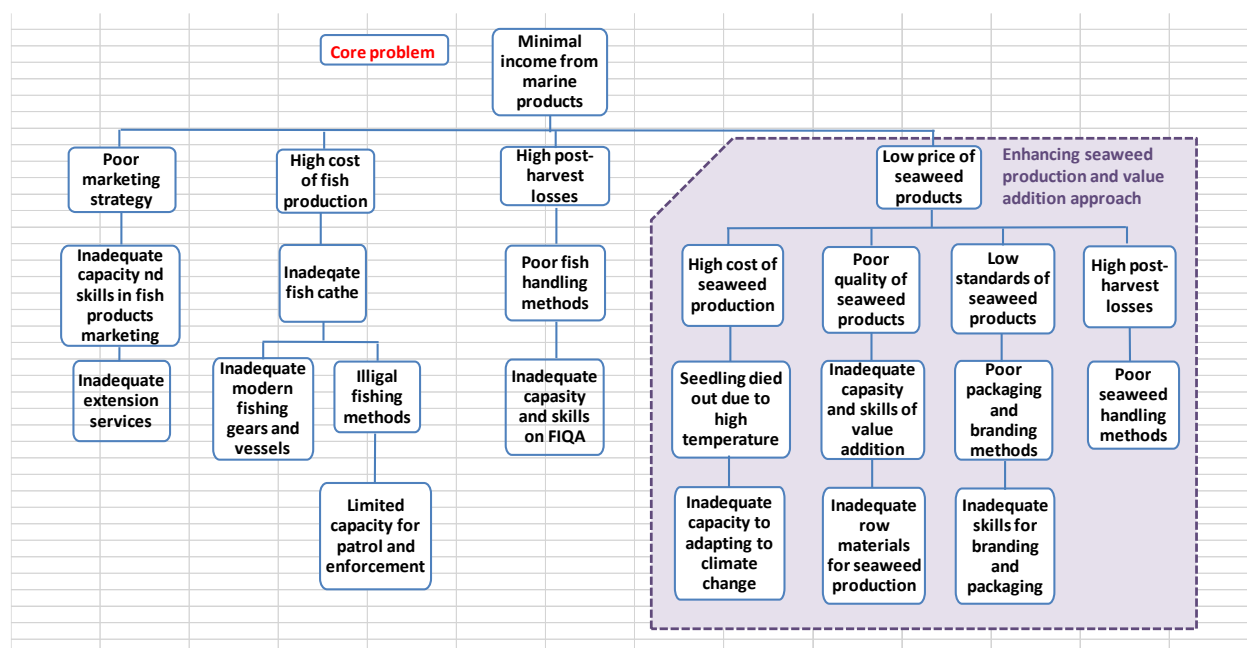 Core problem
Minimal
income from
marine
products
Poor
marketing
strategy
High cost
of fish
production
High post-
harvest
losses
Low price of
seaweed
products
Enhancing seaweed
production and value
addition approach
Inadequate
capacity nd
skills in fish
products
marketing
Inadeqate
fish cathe
Poor fish
handling
methods
High cost of
seaweed
production
Poor
quality of
seaweed
products
Low
standards of
seaweed
products
High post-
harvest
losses
Inadequate
extension
services
Inadequate
modern
fishing
gears and
vessels
Illigal
fishing
methods
Inadequate
capasity
and skills
on FIQA
Seedling died
out due to
high
temperature
Inadequate
capasity
and skills of
value
addition
Poor
packaging
and
branding
methods
Poor
seaweed
handling
methods
Limited
capacity for
patrol and
enforcement
Inadequate
capacity to
adapting to
climate
change
Inadequate
row
materials
for seaweed
production
Inadequate
skills for
branding
and
packaging